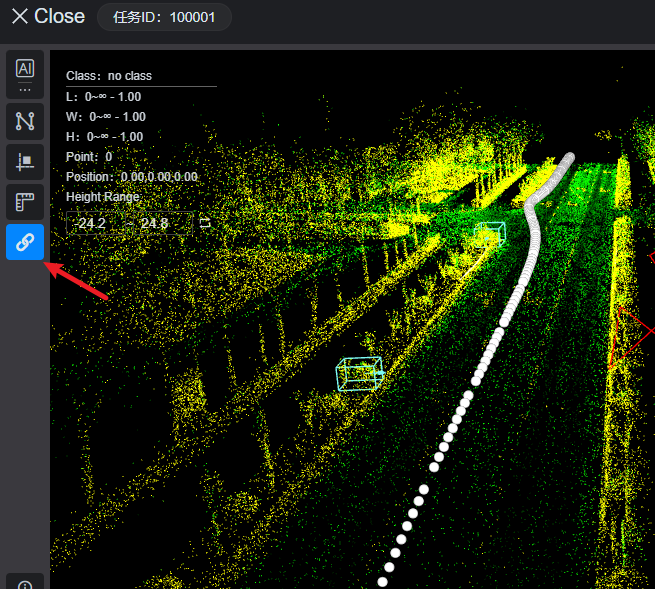 Close 任务ID：100001
AI
Class：no class
L：0~∞ - 1.00
W：0~∞ - 1.00
H：0~∞ - 1.00
Point：0
Position：0.00,0.00,0.00
Height Range
-24.2 - 24.8